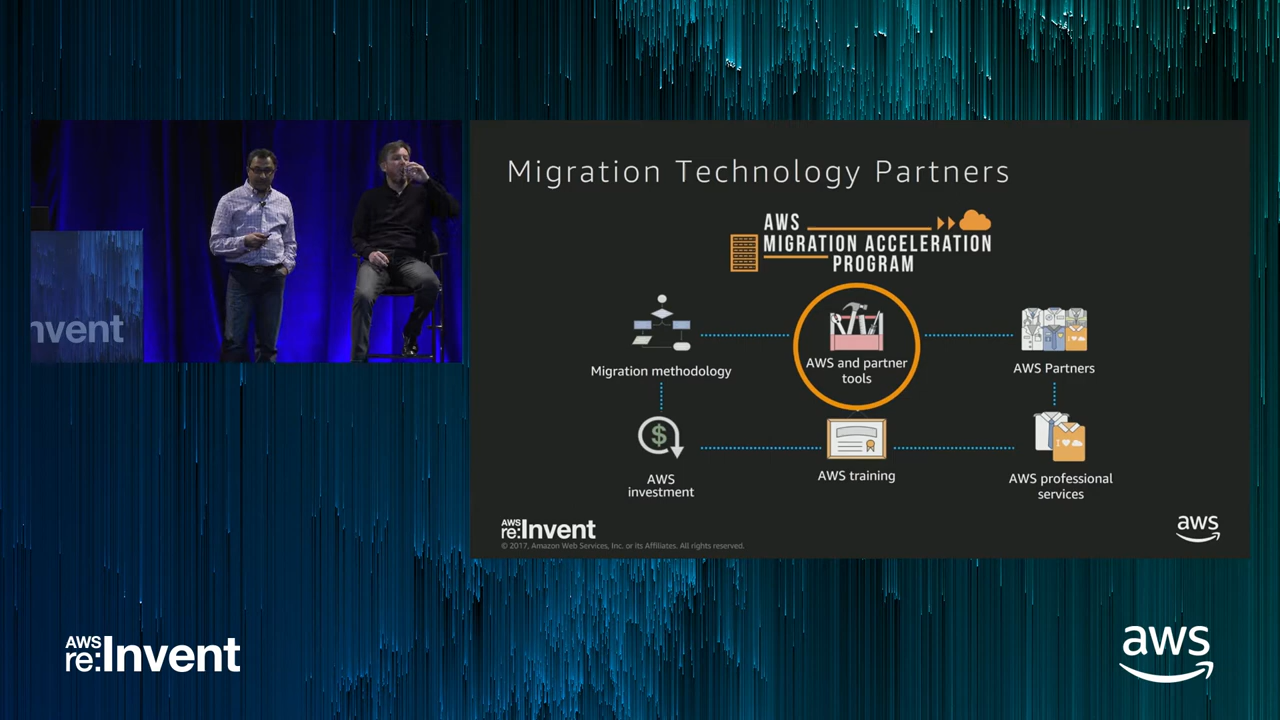 Migration Technology Partners
AWS
MIGRATION ACCELERATION
PROGRAM
Migration methodology
AWS and partner
tools
AWS Partners
AWS
investment
AWS training
AWS professional
services
I ♥ ☁
I ♥ ☁
AWS
re:Invent
© 2017, Amazon Web Services, Inc. or its Affiliates. All rights reserved.
aws
nvent
AWS
re:Invent
aws